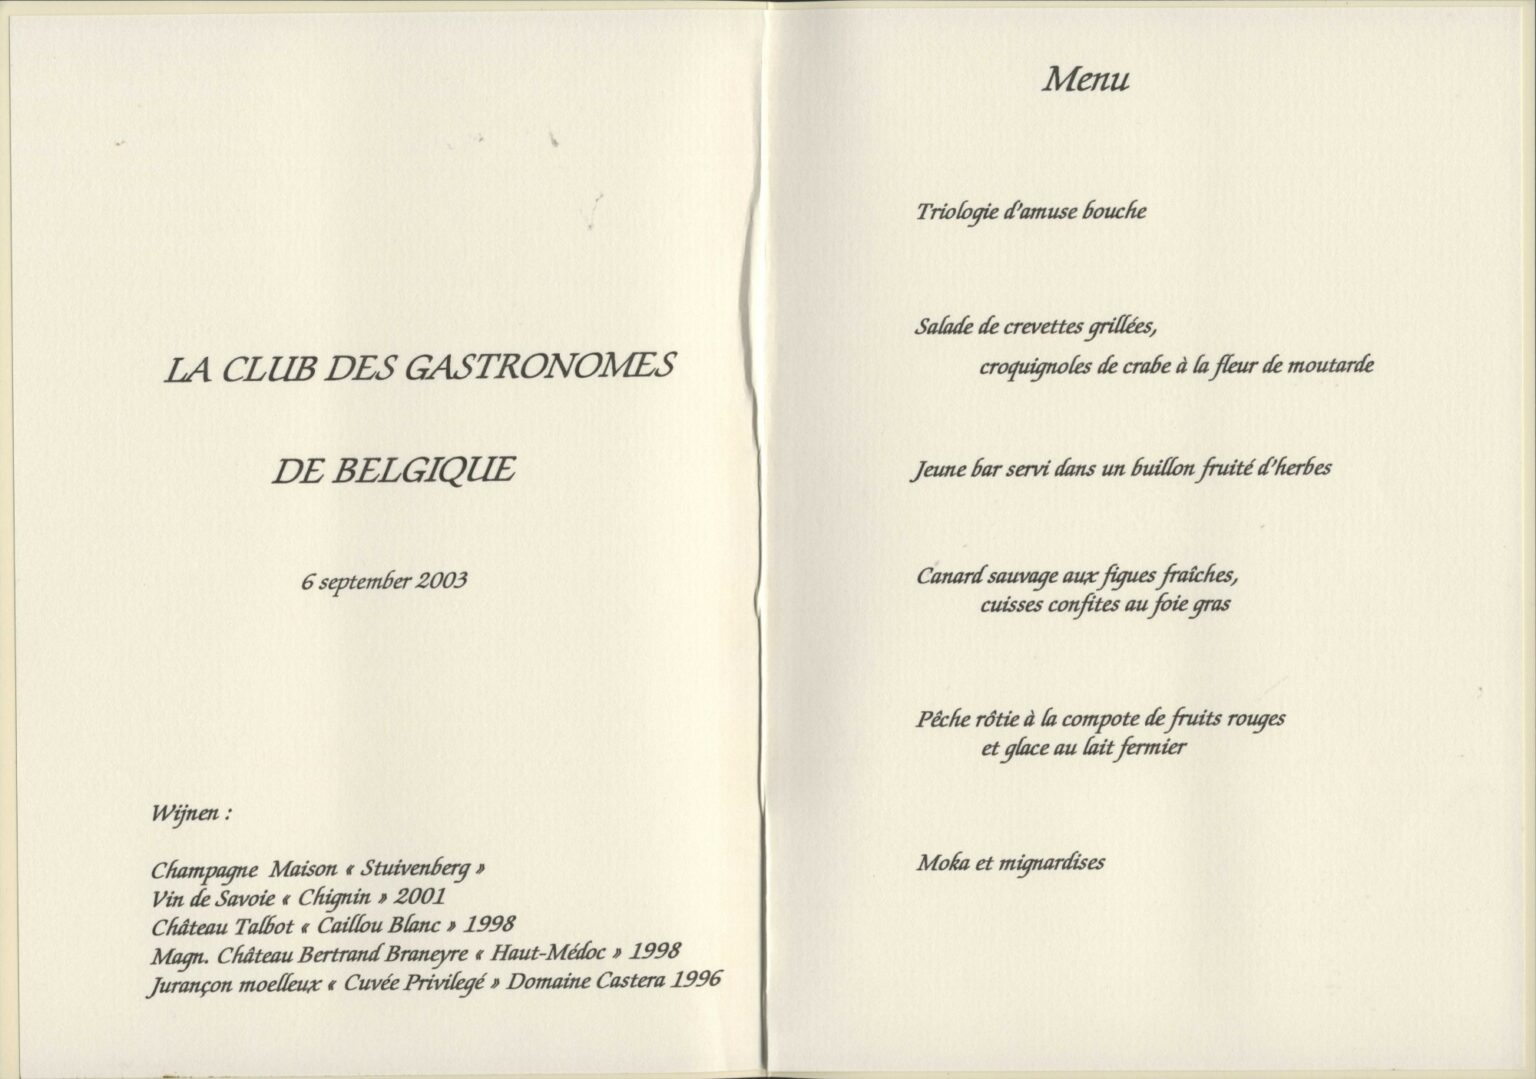 LA CLUB DES GASTRONOMES
DE BELGIQUE
6 september 2003
Wijnen :
Champagne Maison « Stuivenberg »
Vin de Savoie « Chignin » 2001
Château Talbot « Caillou Blanc » 1998
Magn. Château Bertrand Braneyre « Haut-Médoc » 1998
Jurançon moelleux « Cuvée Privilegé » Domaine Castera 1996
Menu
Triologie d'amuse bouche
Salade de crevettes grillées,
croquignoles de crabe à la fleur de moutarde
Jeune bar servi dans un buillon fruité d'herbes
Canard sauvage aux figues fraîches,
cuisses confites au foie gras
Pêche rôtie à la compote de fruits rouges
et glace au lait fermier
Moka et mignardises